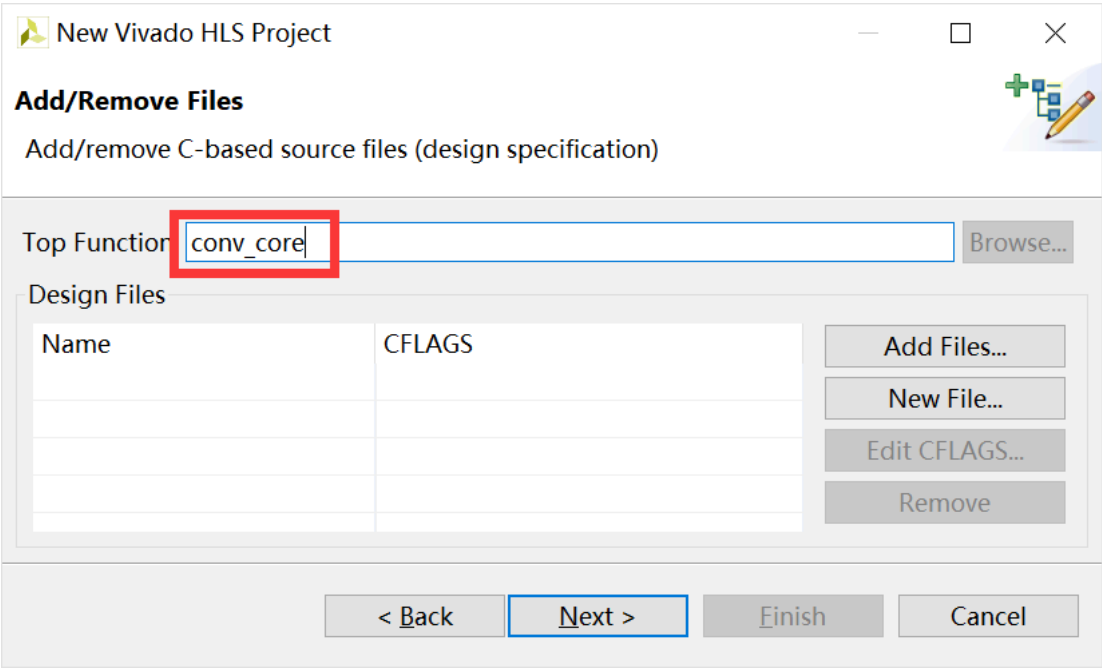 New Vivado HLS Project
Add/Remove Files
Add/remove C-based source files (design specification)
Top Function conv_core Browse...
Design Files
Name CFLAGS
Add Files...
New File...
Edit CFLAGS...
Remove
< Back Next > Finish Cancel